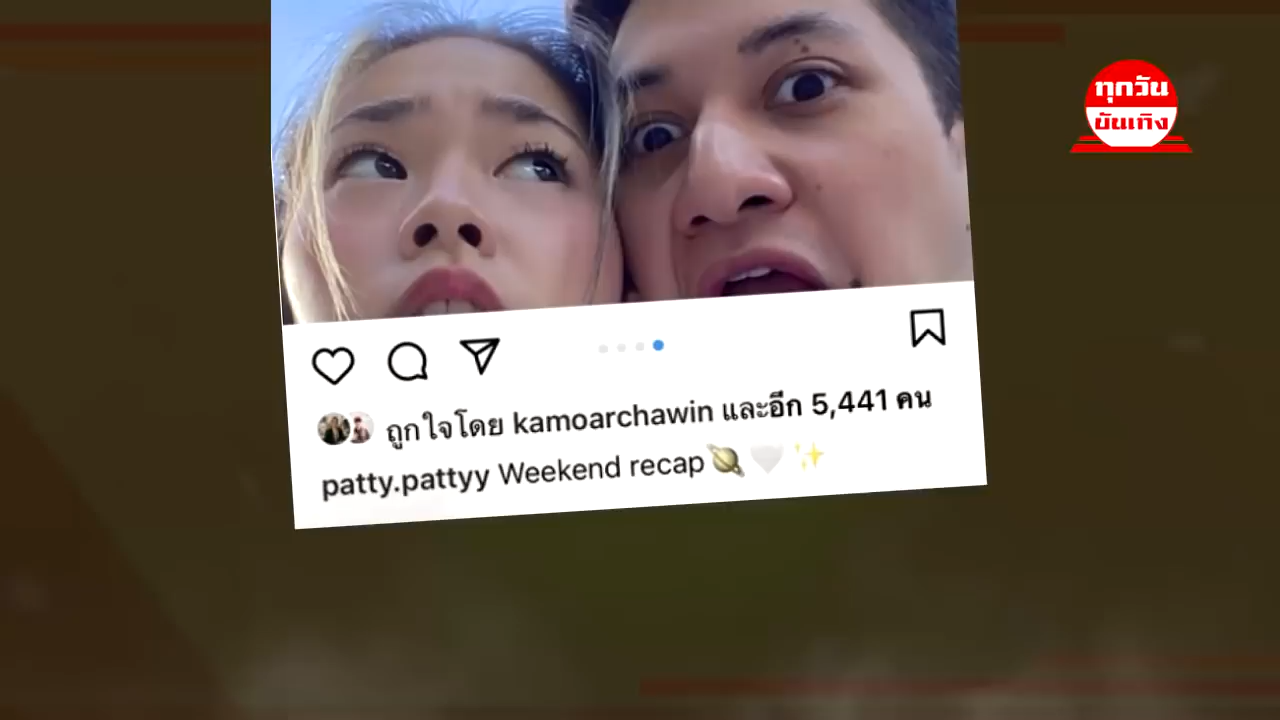 ทุกวัน
บันเทิง
ถูกใจโดย kamoarchawin และอีก 5,441 คน
patty.pattyy Weekend recap 🪐🤍✨